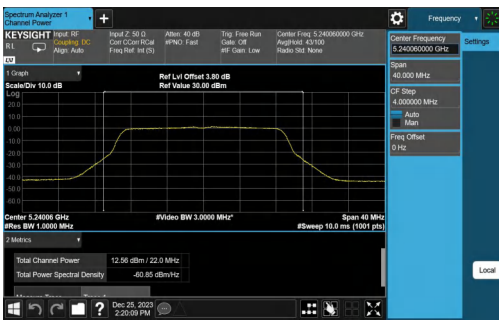 Spectrum Analyzer 1
Channel Power
Frequency
KEYSIGHT
RL
Input: RF
Coupling: DC
Align: Auto
Input Z: 50 Ω
Corr CCorr RCal
Freq Ref: Int (S)
Atten: 40 dB
#PNO: Fast
Trig: Free Run
Gate: Off
#IF Gain: Low
Center Freq: 5.240060000 GHz
Avg|Hold: 43/100
Radio Std: None
Center Frequency
5.240060000 GHz
Settings
Span
40.000 MHz
CF Step
4.000000 MHz
Auto
Man
Freq Offset
0 Hz
Local
1 Graph
Scale/Div 10.0 dB
Ref Lvl Offset 3.80 dB
Ref Value 30.00 dBm
Log
20.0
10.0
0.00
-10.0
-20.0
-30.0
-40.0
-50.0
-60.0
Center 5.24006 GHz
#Res BW 1.0000 MHz
#Video BW 3.0000 MHz*
Span 40 MHz
#Sweep 10.0 ms (1001 pts)
2 Metrics
Total Channel Power 12.56 dBm / 22.0 MHz
Total Power Spectral Density -60.85 dBm/Hz
?
Dec 25, 2023
2:20:09 PM